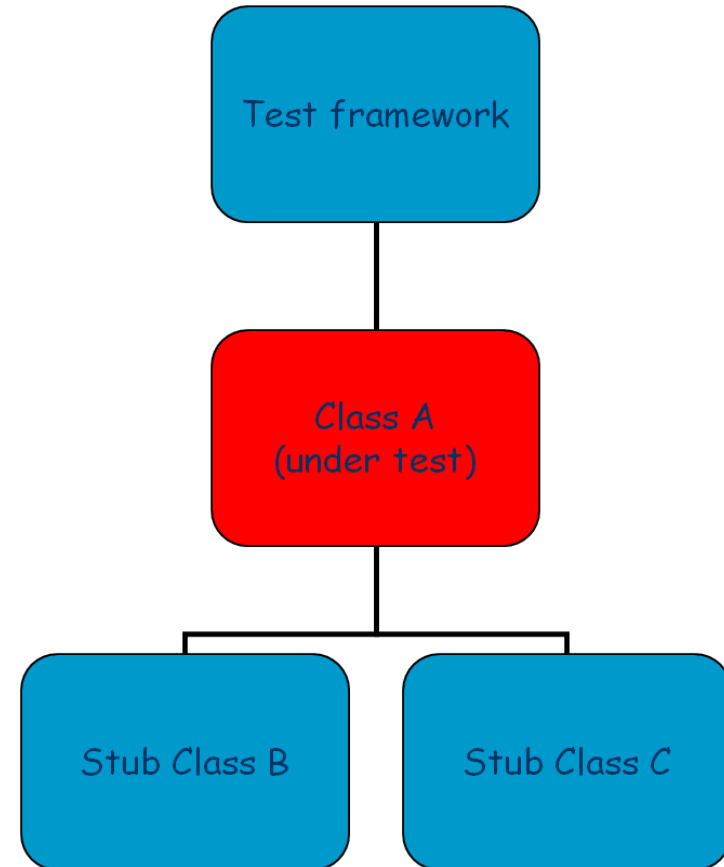 Test framework
Class A
(under test)
Stub Class B
Stub Class C